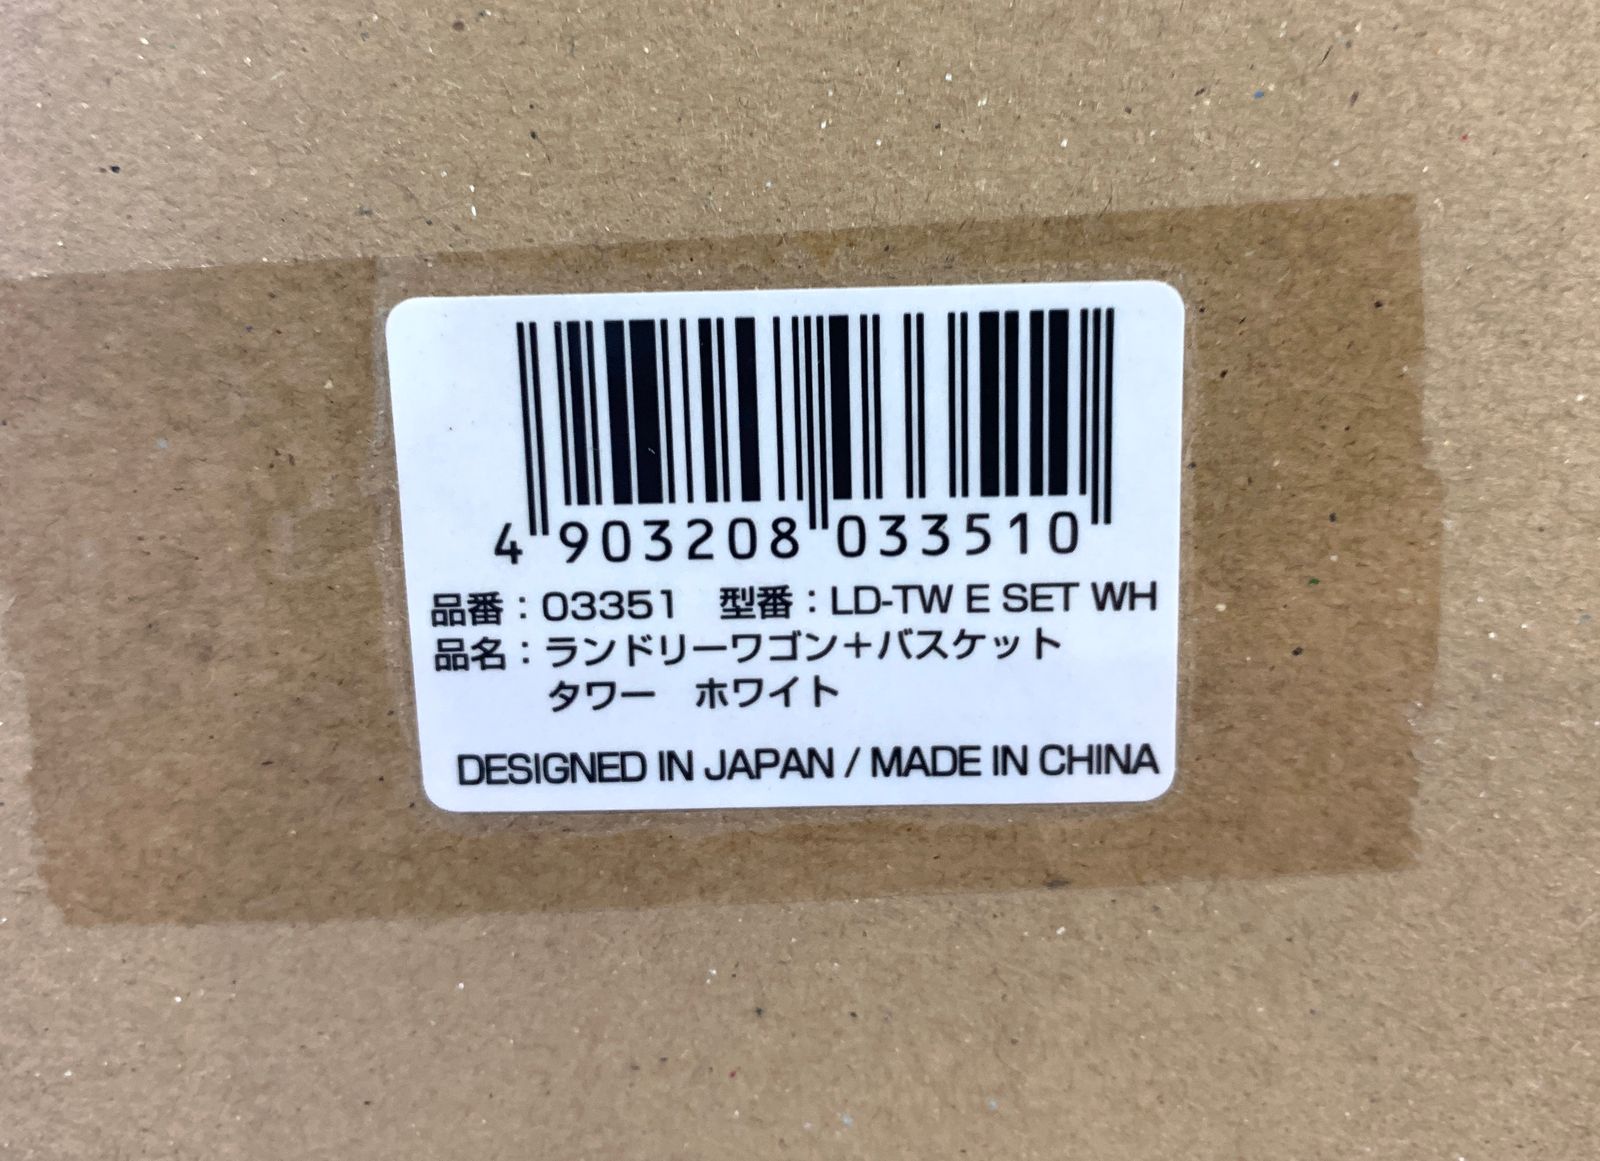 4 903208 033510
品番：03351　型番：LD-TW E SET WH
品名：ランドリーワゴン＋バスケット
タワー　ホワイト
DESIGNED IN JAPAN / MADE IN CHINA